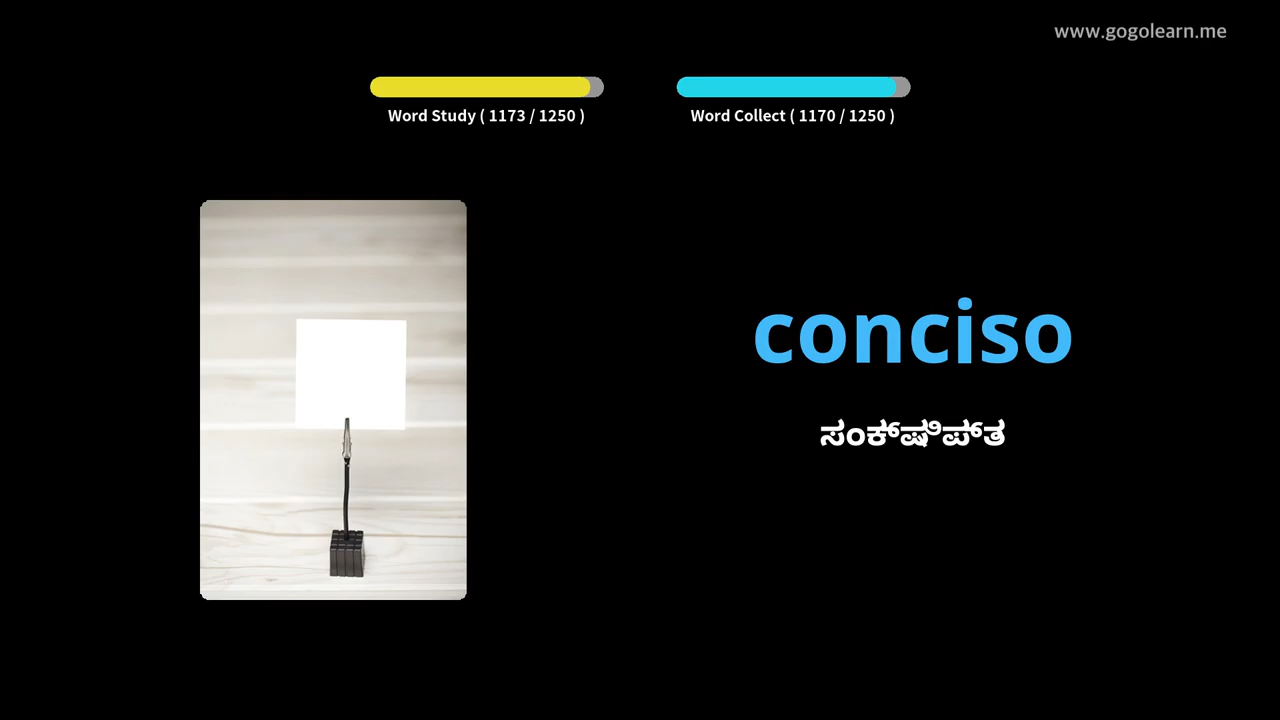 www.gogolearn.me
Word Study ( 1173 / 1250 )
Word Collect ( 1170 / 1250 )
conciso
ಸಂಕ್ಷಿಪ್ತ